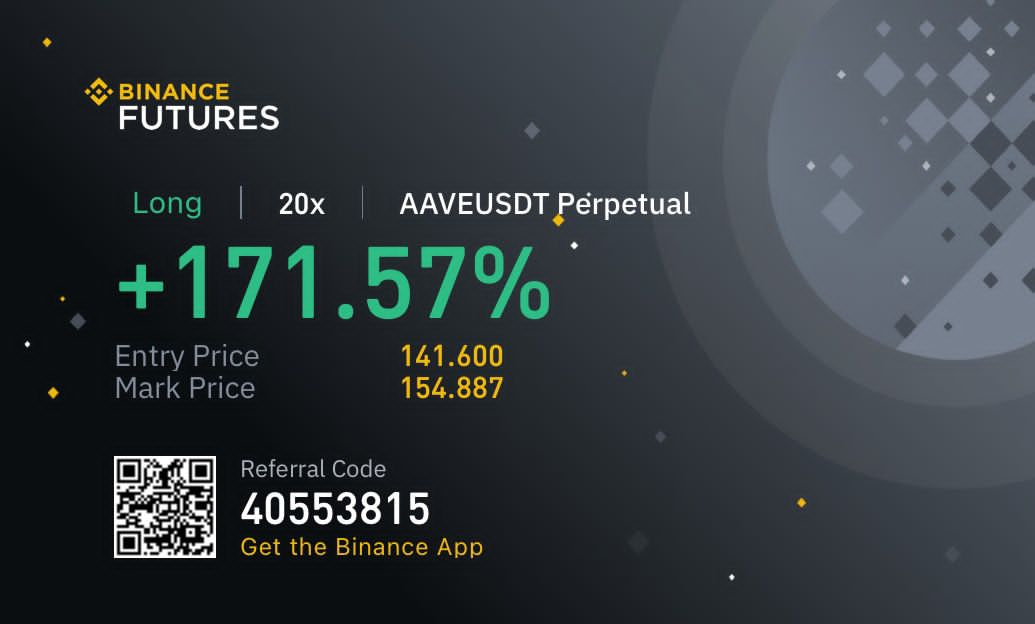 BINANCE
FUTURES
Long | 20x | AAVEUSDT Perpetual
+171.57%
Entry Price 141.600
Mark Price 154.887
Referral Code
40553815
Get the Binance App